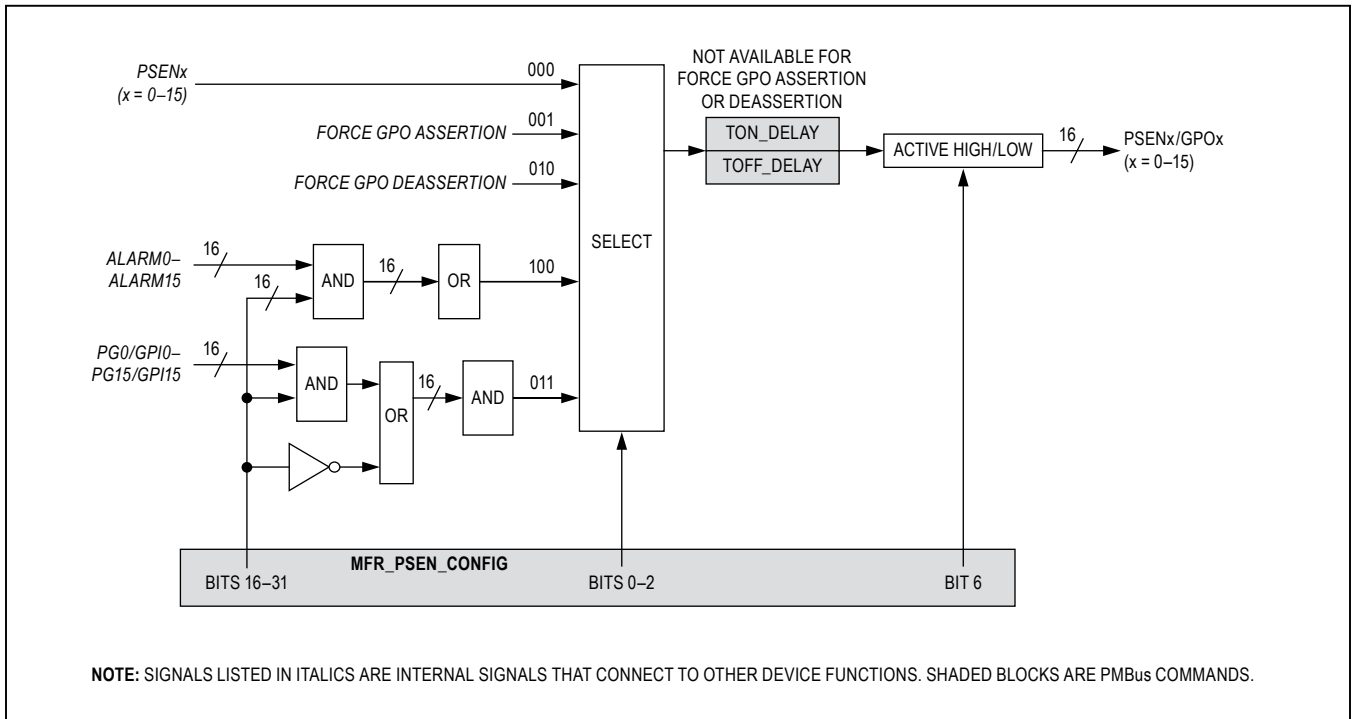 PSENx
(x = 0–15)
000
FORCE GPO ASSERTION
001
FORCE GPO DEASSERTION
010
NOT AVAILABLE FOR
FORCE GPO ASSERTION
OR DEASSERTION
TON_DELAY
TOFF_DELAY
ACTIVE HIGH/LOW
16
PSENx/GPOx
(x = 0–15)
SELECT
ALARM0–
ALARM15
16
16
AND
16
OR
100
PG0/GPI0–
PG15/GPI15
16
AND
OR
16
AND
011
MFR_PSEN_CONFIG
BITS 16–31
BITS 0–2
BIT 6
NOTE: SIGNALS LISTED IN ITALICS ARE INTERNAL SIGNALS THAT CONNECT TO OTHER DEVICE FUNCTIONS. SHADED BLOCKS ARE PMBus COMMANDS.